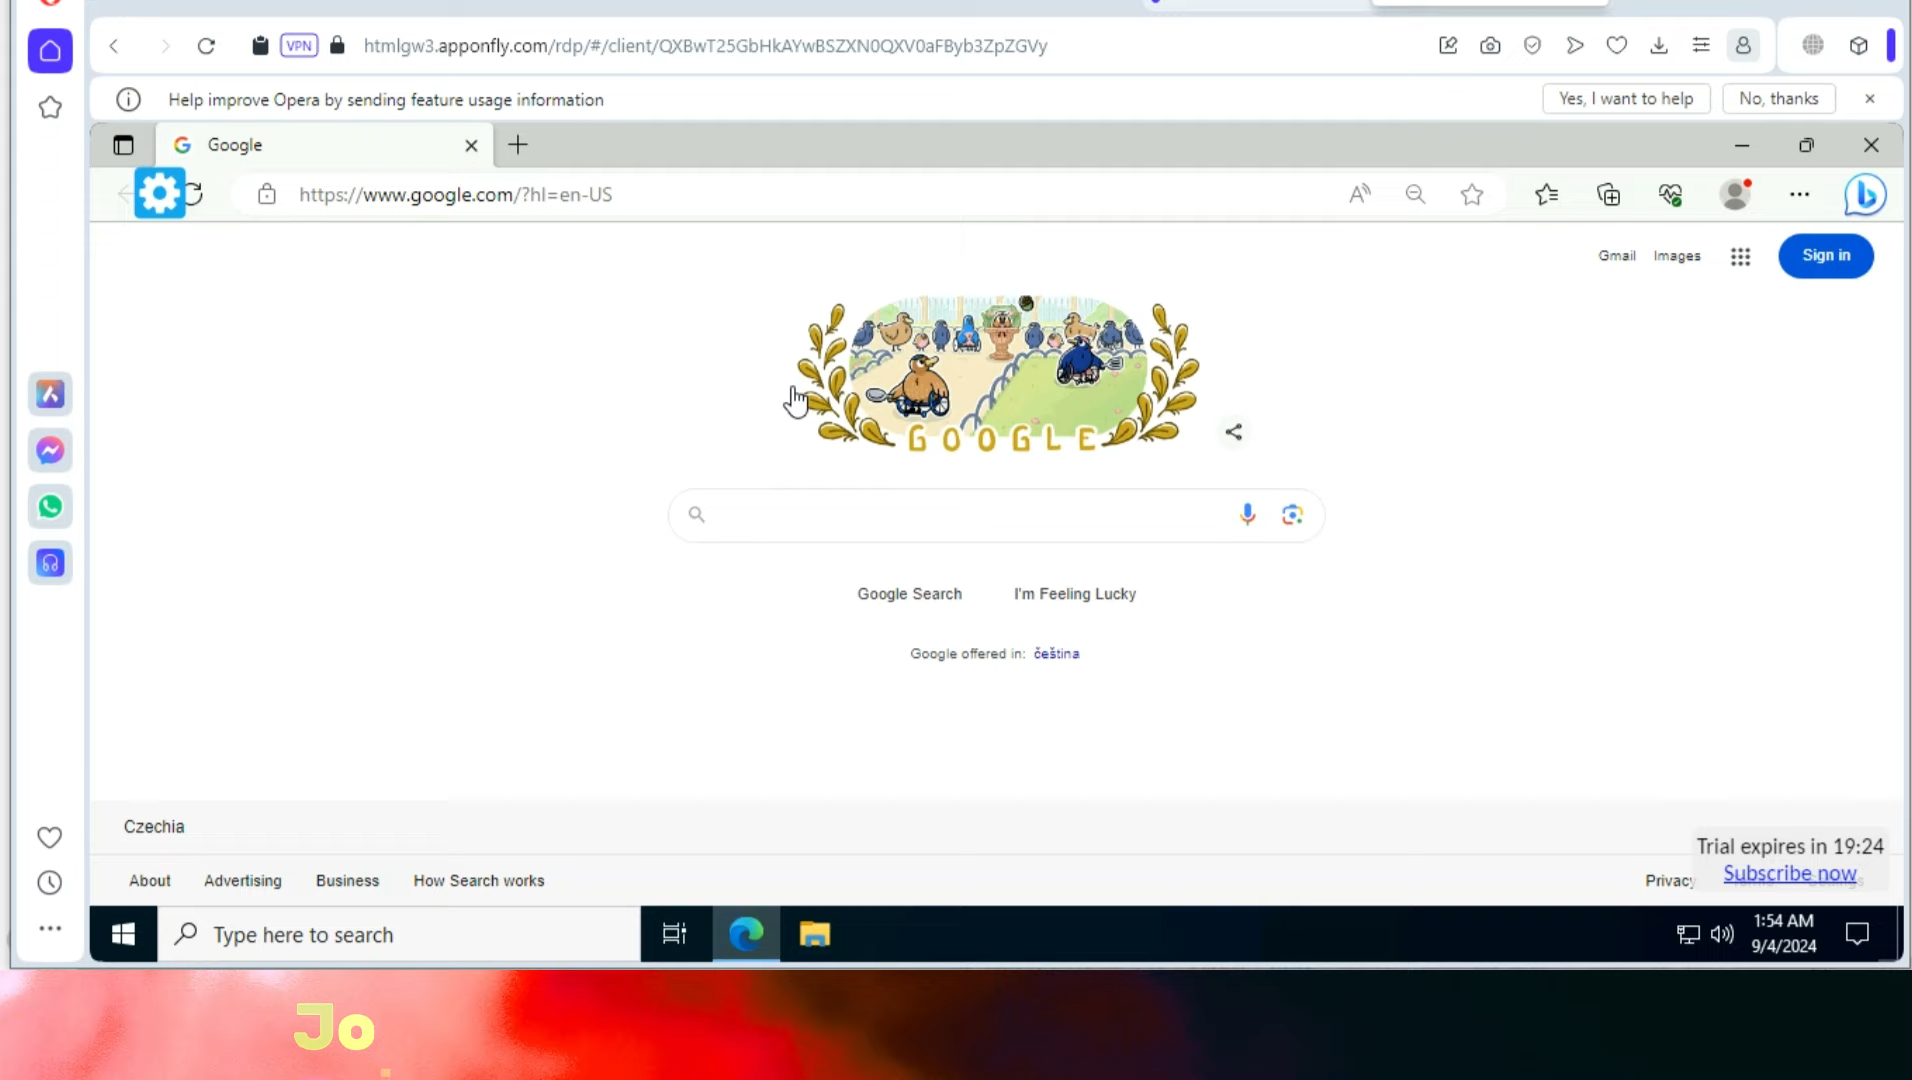 VPN
htmlgw3.apponfly.com/rdp/#/client/QXBwT25GbHkAYwBSZXN0QXV0aFByb3ZpZGVy
Help improve Opera by sending feature usage information
Yes, I want to help
No, thanks
Google
https://www.google.com/?hl=en-US
Gmail
Images
Sign in
GOOGLE
Google Search
I'm Feeling Lucky
Google offered in: čeština
Czechia
Trial expires in 19:24
Subscribe now
About
Advertising
Business
How Search works
Privacy
Type here to search
1:54 AM
9/4/2024
Jo